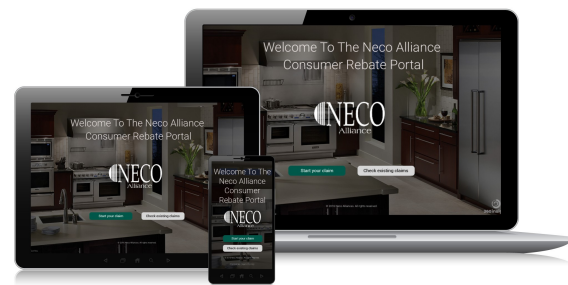 Welcome To The Neco Alliance
Consumer Rebate Portal
NECO
Alliance
Start your claim
Check existing claims
Welcome To The Neco Alliance
Consumer Rebate Portal
NECO
Alliance
Start your claim
Check existing claims
Welcome To The
Neco Alliance
Consumer
Rebate Portal
NECO
Alliance
Start your claim
Check existing claims